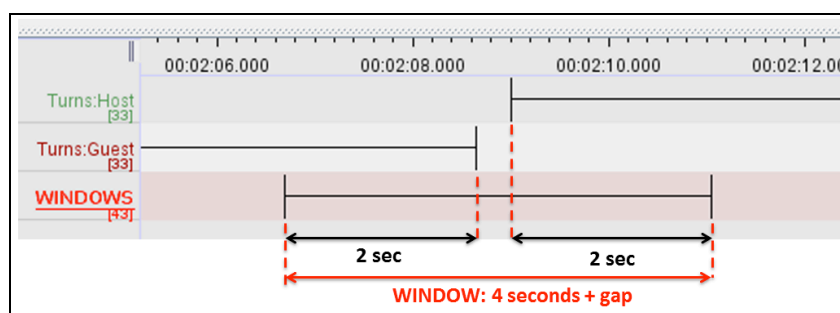 00:02:06.000 00:02:08.000 00:02:10.000 00:02:12.00
Turns:Host
[33]
Turns:Guest
[33]
WINDOWS
[43]
2 sec 2 sec
WINDOW: 4 seconds + gap